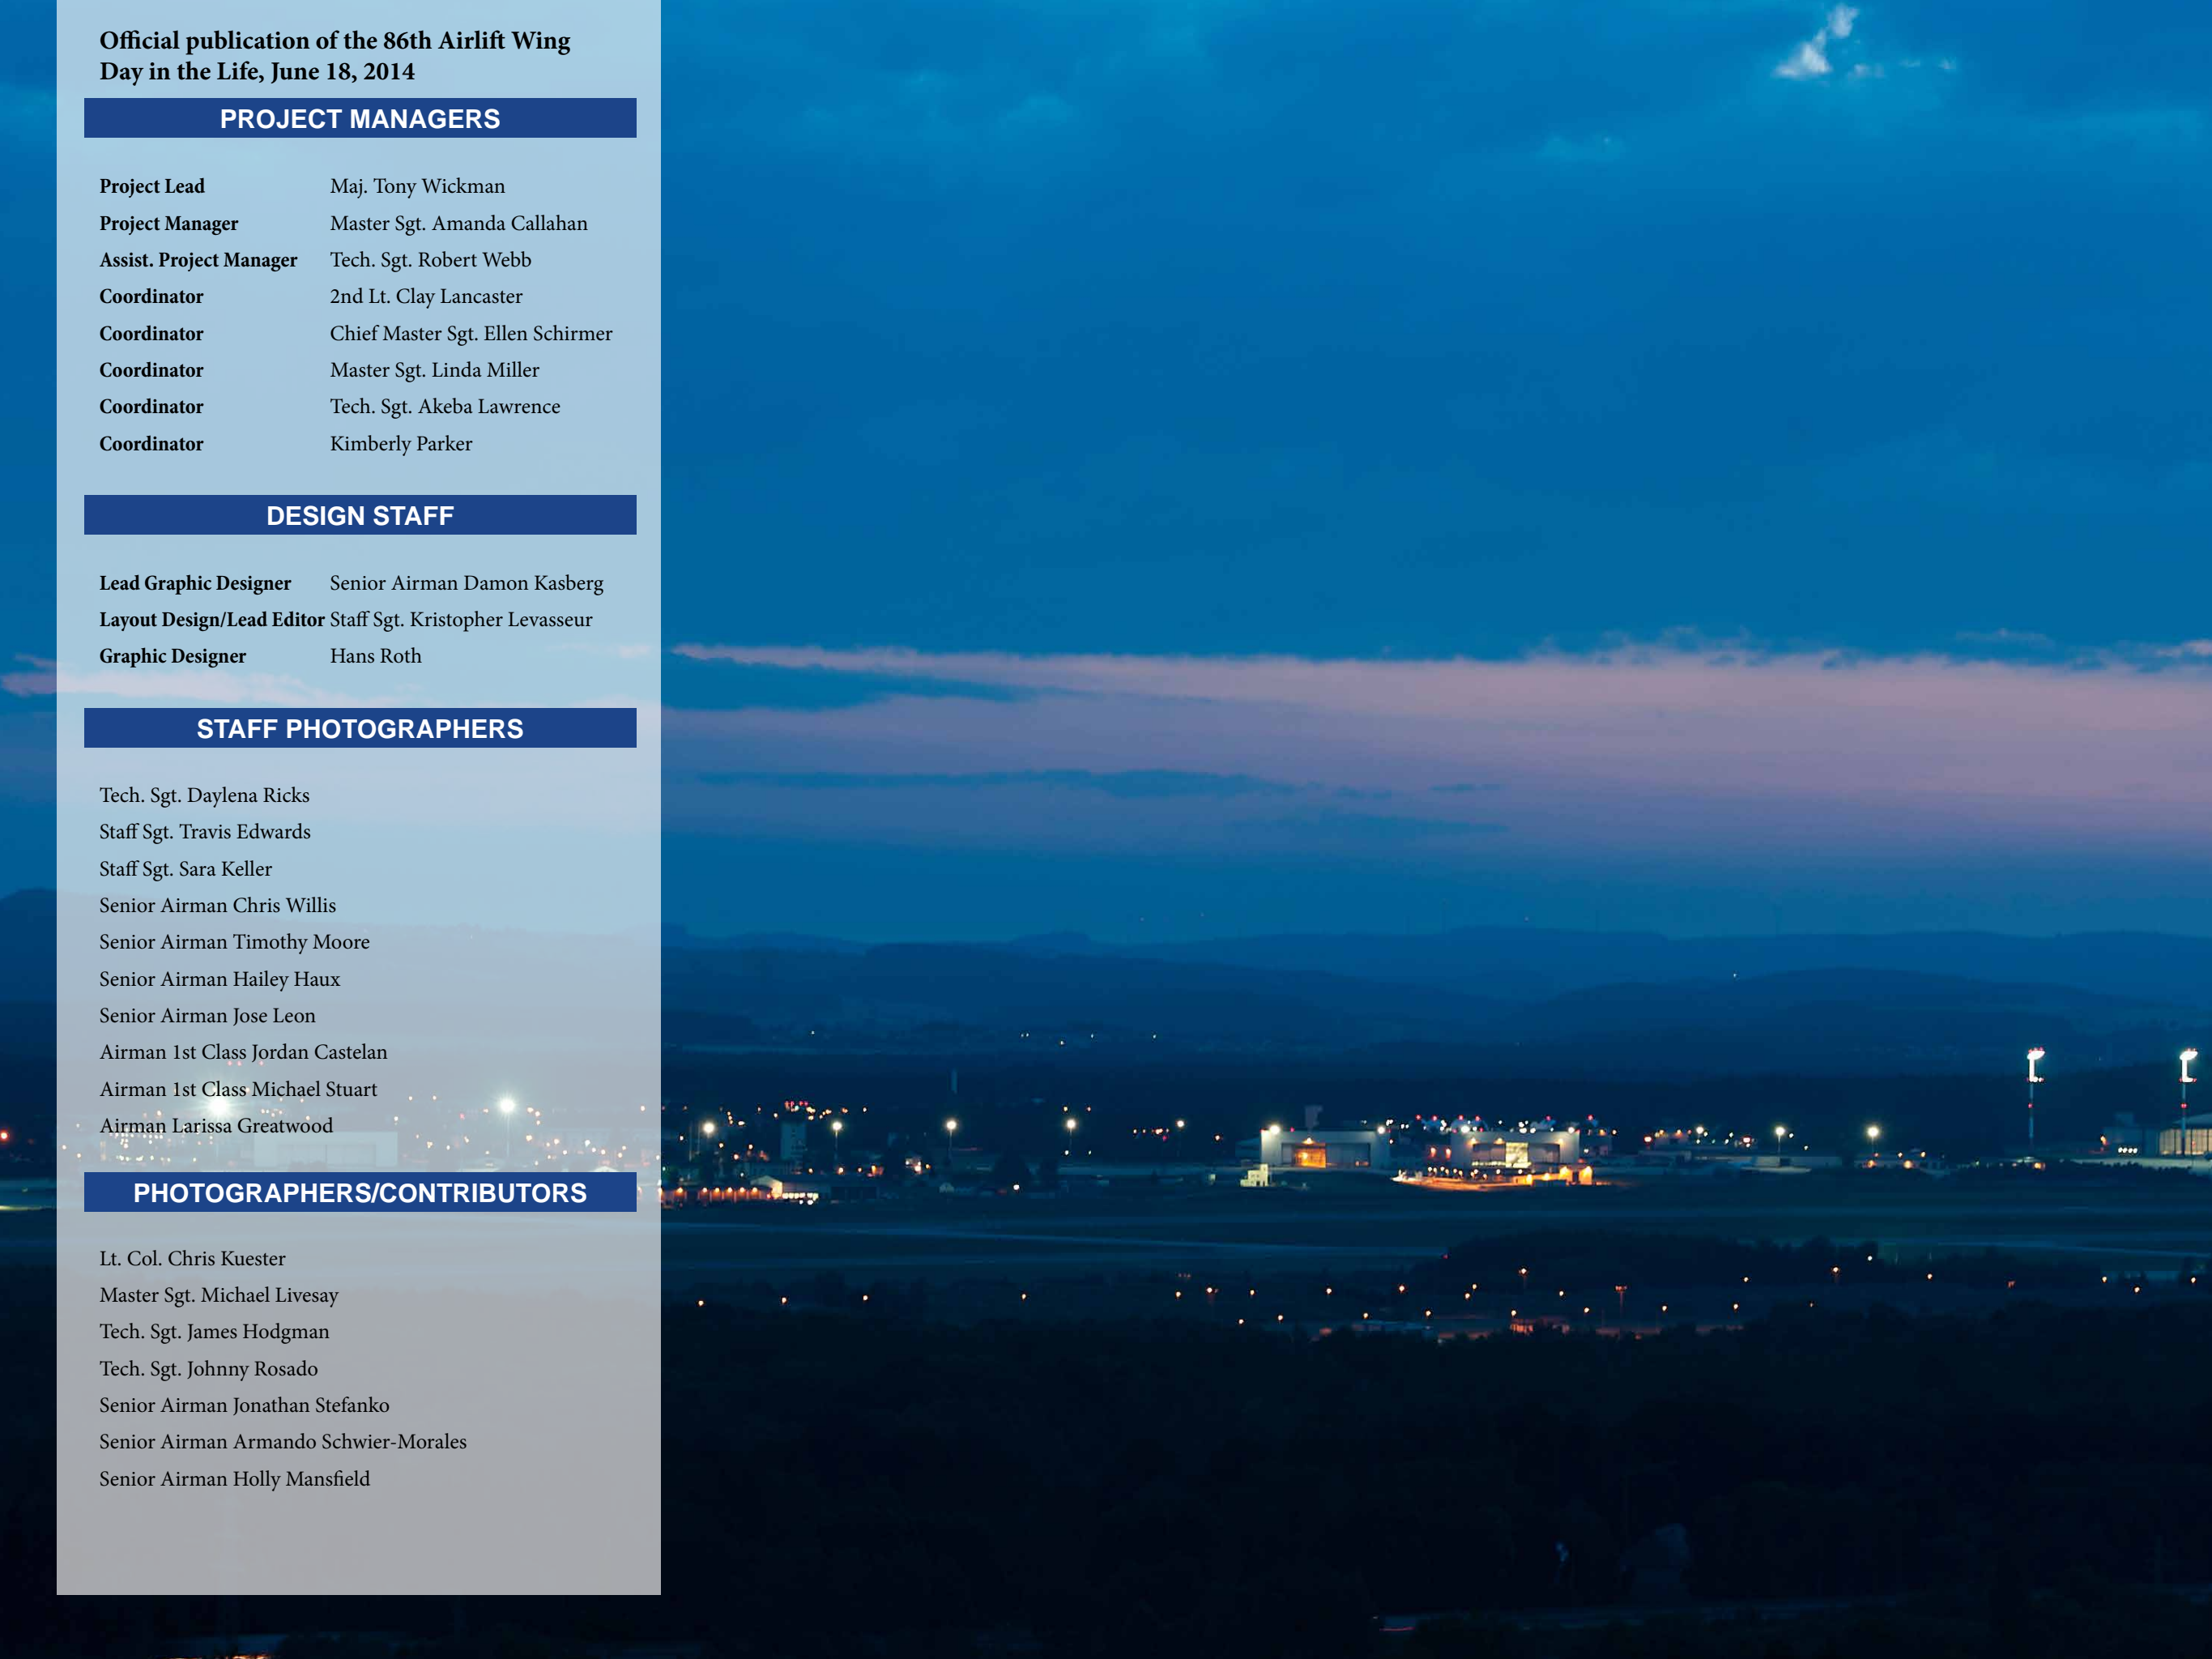 Official publication of the 86th Airlift Wing
Day in the Life, June 18, 2014
PROJECT MANAGERS
Project Lead Maj. Tony Wickman
Project Manager Master Sgt. Amanda Callahan
Assist. Project Manager Tech. Sgt. Robert Webb
Coordinator 2nd Lt. Clay Lancaster
Coordinator Chief Master Sgt. Ellen Schirmer
Coordinator Master Sgt. Linda Miller
Coordinator Tech. Sgt. Akeba Lawrence
Coordinator Kimberly Parker
DESIGN STAFF
Lead Graphic Designer Senior Airman Damon Kasberg
Layout Design/Lead Editor Staff Sgt. Kristopher Levasseur
Graphic Designer Hans Roth
STAFF PHOTOGRAPHERS
Tech. Sgt. Daylena Ricks
Staff Sgt. Travis Edwards
Staff Sgt. Sara Keller
Senior Airman Chris Willis
Senior Airman Timothy Moore
Senior Airman Hailey Haux
Senior Airman Jose Leon
Airman 1st Class Jordan Castelan
Airman 1st Class Michael Stuart
Airman Larissa Greatwood
PHOTOGRAPHERS/CONTRIBUTORS
Lt. Col. Chris Kuester
Master Sgt. Michael Livesay
Tech. Sgt. James Hodgman
Tech. Sgt. Johnny Rosado
Senior Airman Jonathan Stefanko
Senior Airman Armando Schwier-Morales
Senior Airman Holly Mansfield